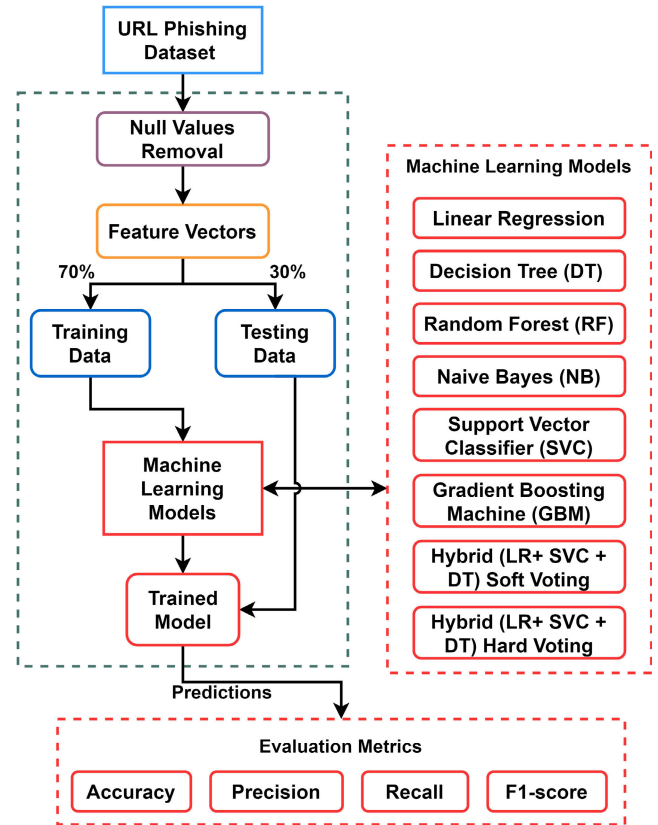 URL Phishing
Dataset
Null Values
Removal
Feature Vectors
70%
30%
Training
Data
Testing
Data
Machine
Learning
Models
Trained
Model
Predictions
Machine Learning Models
Linear Regression
Decision Tree (DT)
Random Forest (RF)
Naive Bayes (NB)
Support Vector
Classifier (SVC)
Gradient Boosting
Machine (GBM)
Hybrid (LR+ SVC +
DT) Soft Voting
Hybrid (LR+ SVC +
DT) Hard Voting
Evaluation Metrics
Accuracy
Precision
Recall
F1-score